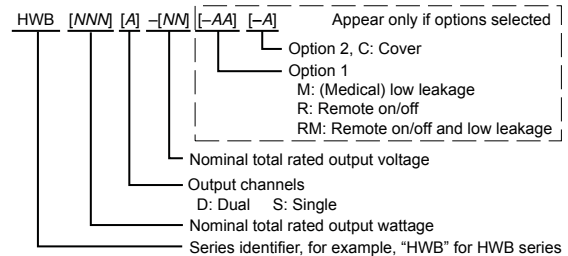 HWB [NNN] [A] –[NN] [–AA] [–A] Appear only if options selected
Option 2, C: Cover
Option 1
M: (Medical) low leakage
R: Remote on/off
RM: Remote on/off and low leakage
Nominal total rated output voltage
Output channels
D: Dual S: Single
Nominal total rated output wattage
Series identifier, for example, “HWB” for HWB series